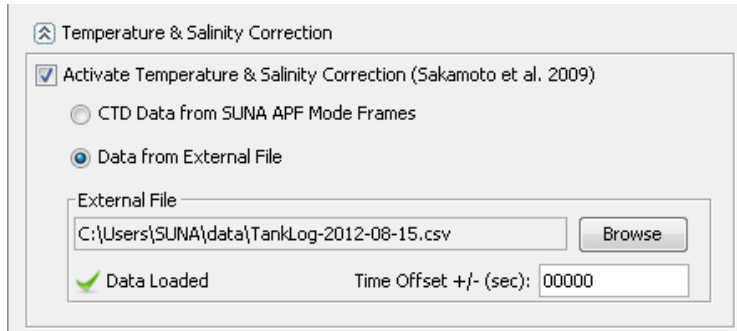 Temperature & Salinity Correction
Activate Temperature & Salinity Correction (Sakamoto et al. 2009)
CTD Data from SUNA APF Mode Frames
Data from External File
External File
C:\Users\SUNA\data\TankLog-2012-08-15.csv Browse
Data Loaded Time Offset +/- (sec): 00000